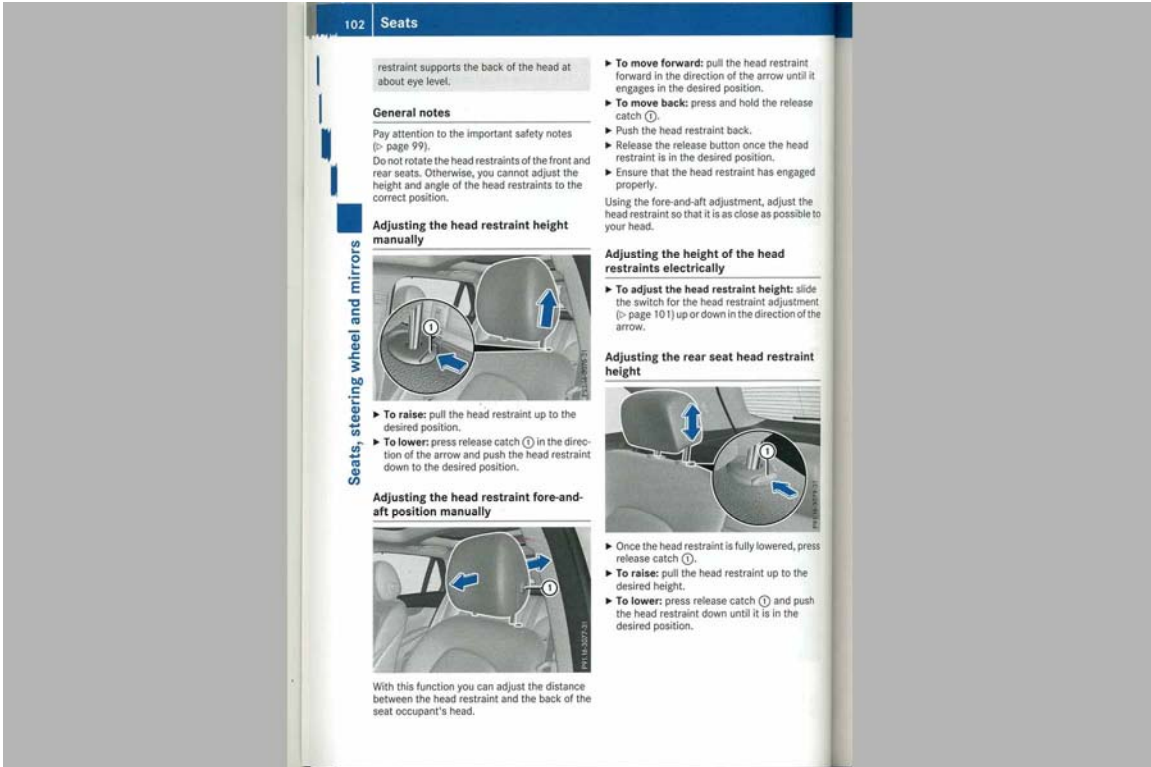 102 Seats
restraint supports the back of the head at
about eye level.
General notes
Pay attention to the important safety notes
(▷ page 99).
Do not rotate the head restraints of the front and
rear seats. Otherwise, you cannot adjust the
height and angle of the head restraints to the
correct position.
Adjusting the head restraint height
manually
1
▶ To raise: pull the head restraint up to the
desired position.
▶ To lower: press release catch ① in the direc-
tion of the arrow and push the head restraint
down to the desired position.
Adjusting the head restraint fore-and-
aft position manually
1
P91.16-3077-31
With this function you can adjust the distance
between the head restraint and the back of the
seat occupant's head.
▶ To move forward: pull the head restraint
forward in the direction of the arrow until it
engages in the desired position.
▶ To move back: press and hold the release
catch ①.
▶ Push the head restraint back.
▶ Release the release button once the head
restraint is in the desired position.
▶ Ensure that the head restraint has engaged
properly.
Using the fore-and-aft adjustment, adjust the
head restraint so that it is as close as possible to
your head.
Adjusting the height of the head
restraints electrically
▶ To adjust the head restraint height: slide
the switch for the head restraint adjustment
(▷ page 101) up or down in the direction of the
arrow.
Adjusting the rear seat head restraint
height
1
▶ Once the head restraint is fully lowered, press
release catch ①.
▶ To raise: pull the head restraint up to the
desired height.
▶ To lower: press release catch ① and push
the head restraint down until it is in the
desired position.
Seats, steering wheel and mirrors